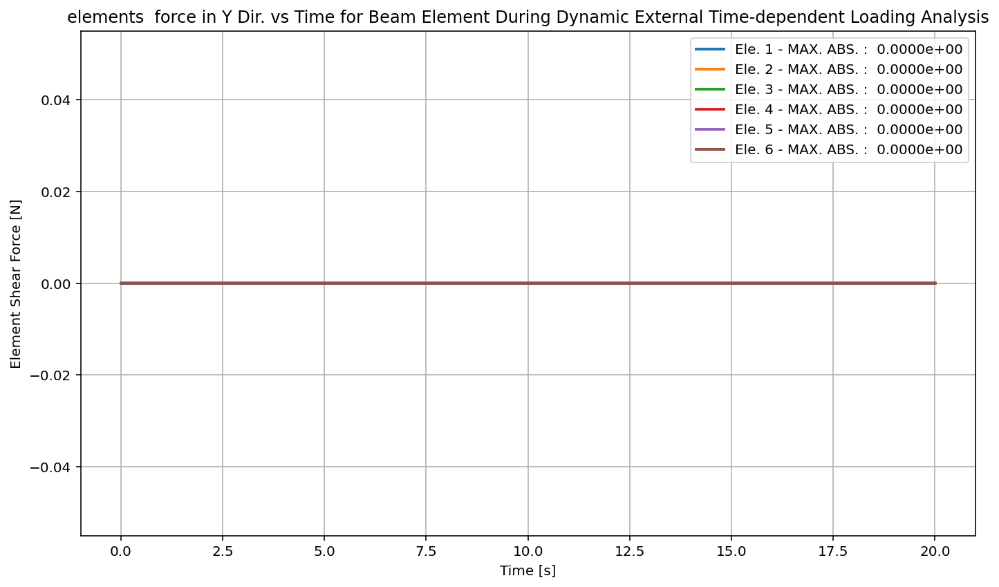 elements  force in Y Dir. vs Time for Beam Element During Dynamic External Time-dependent Loading Analysis
Ele. 1 - MAX. ABS. :  0.0000e+00
Ele. 2 - MAX. ABS. :  0.0000e+00
Ele. 3 - MAX. ABS. :  0.0000e+00
Ele. 4 - MAX. ABS. :  0.0000e+00
Ele. 5 - MAX. ABS. :  0.0000e+00
Ele. 6 - MAX. ABS. :  0.0000e+00
Element Shear Force [N]
0.04
0.02
0.00
−0.02
−0.04
0.0 2.5 5.0 7.5 10.0 12.5 15.0 17.5 20.0
Time [s]